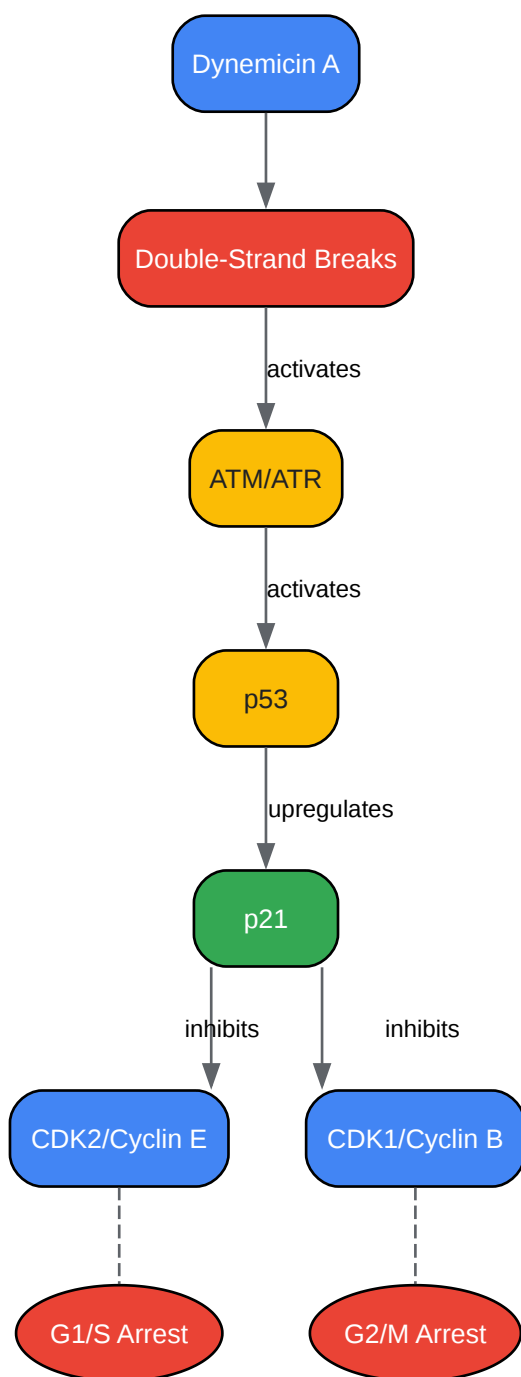 Dynemicin A
Double-Strand Breaks
activates
ATM/ATR
activates
p53
upregulates
p21
inhibits
inhibits
CDK2/Cyclin E
CDK1/Cyclin B
G1/S Arrest
G2/M Arrest